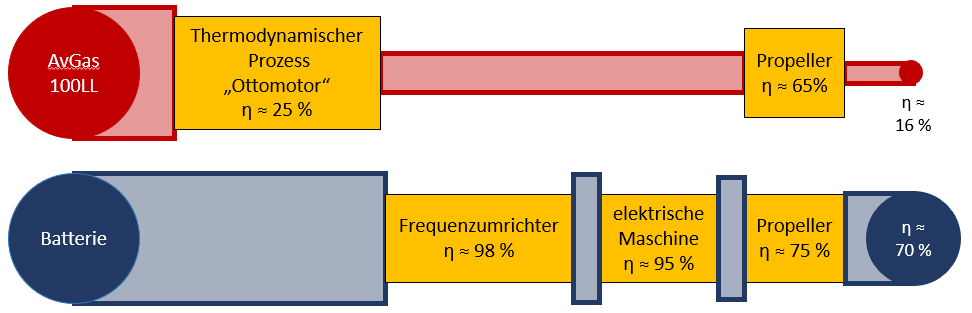 AvGas
100LL
Thermodynamischer
Prozess
„Ottomotor“
η ≈ 25 %
Propeller
η ≈ 65%
η ≈
16 %
Batterie
Frequenzumrichter
η ≈ 98 %
elektrische
Maschine
η ≈ 95 %
Propeller
η ≈ 75 %
η ≈
70 %